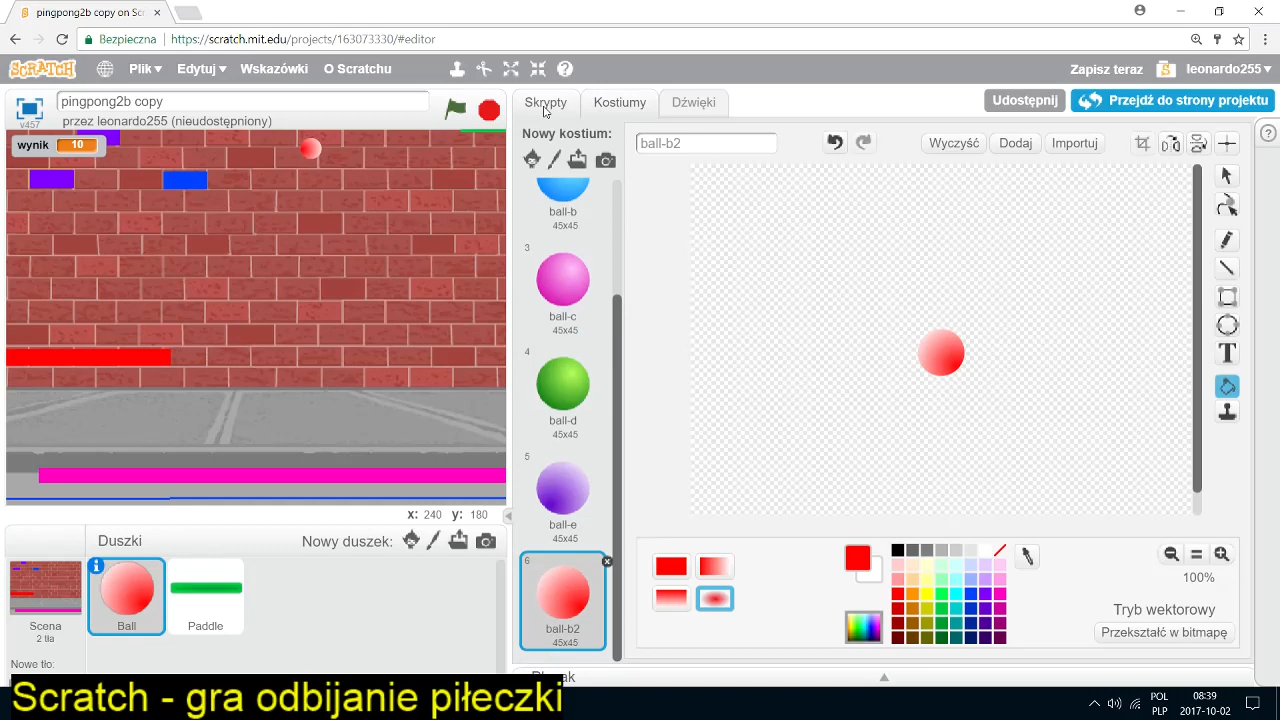 pingpong2b copy on Scr
Bezpieczna
https://scratch.mit.edu/projects/163073330/#editor
SCRATCH
Plik
Edytuj
Wskazówki
O Scratchu
Zapisz teraz
S
leonardo255
v457
pingpong2b copy
przez leonardo255 (nieudostępniony)
Skrypty
Kostiumy
Dźwięki
Udostępnij
Przejdź do strony projektu
wynik 10
Nowy kostium:
ball-b2
Wyczyść
Dodaj
Importuj
ball-b
45x45
3
ball-c
45x45
4
ball-d
45x45
5
ball-e
45x45
6
ball-b2
45x45
T
?
x: 240 y: 180
Duszki
Nowy duszek:
Scena
2 tła
Nowe tło:
Ball
Paddle
100%
Tryb wektorowy
Przekształć w bitmapę
Scratch - gra odbijanie piłeczki
POL
PLP
08:39
2017-10-02